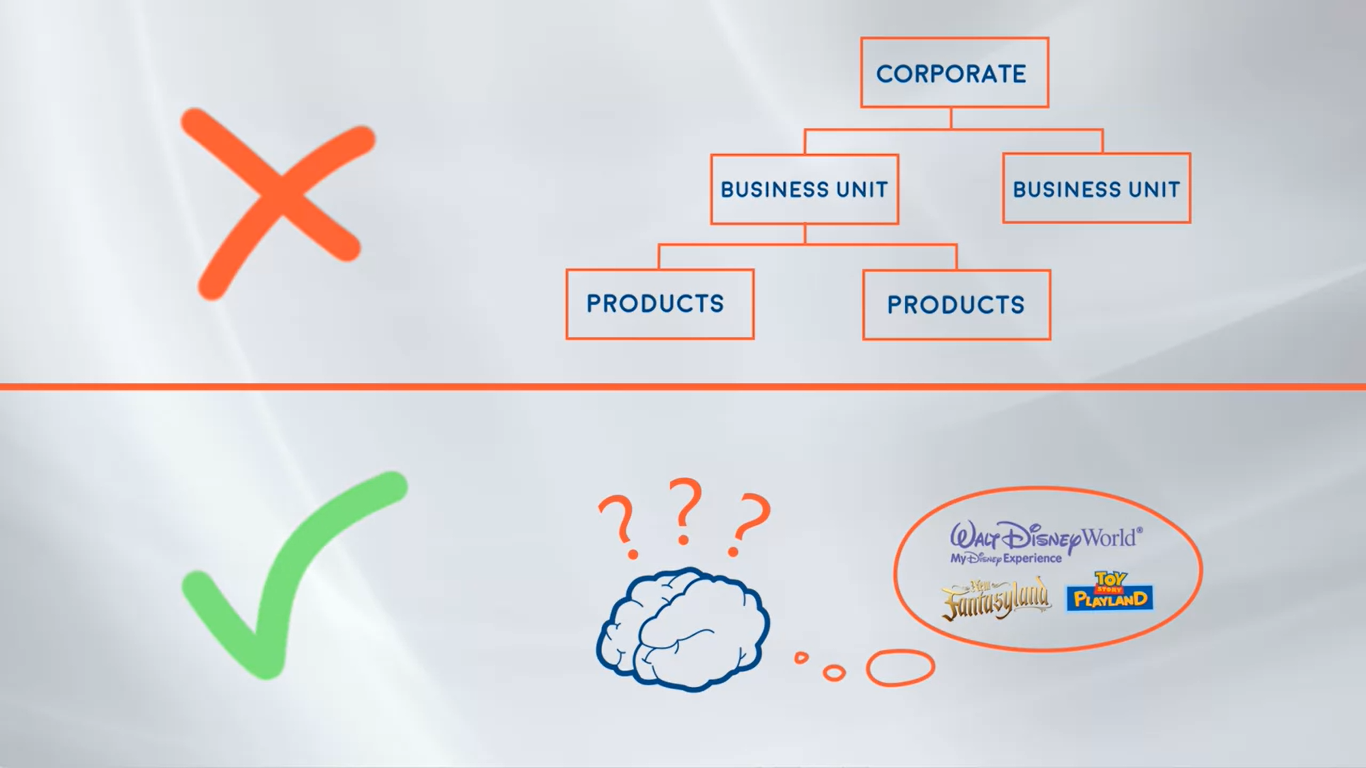 CORPORATE
BUSINESS UNIT
BUSINESS UNIT
PRODUCTS
PRODUCTS
? ? ?
WALT DISNEY World®
My Disney Experience
New
Fantasyland
TOY
STORY
PLAYLAND